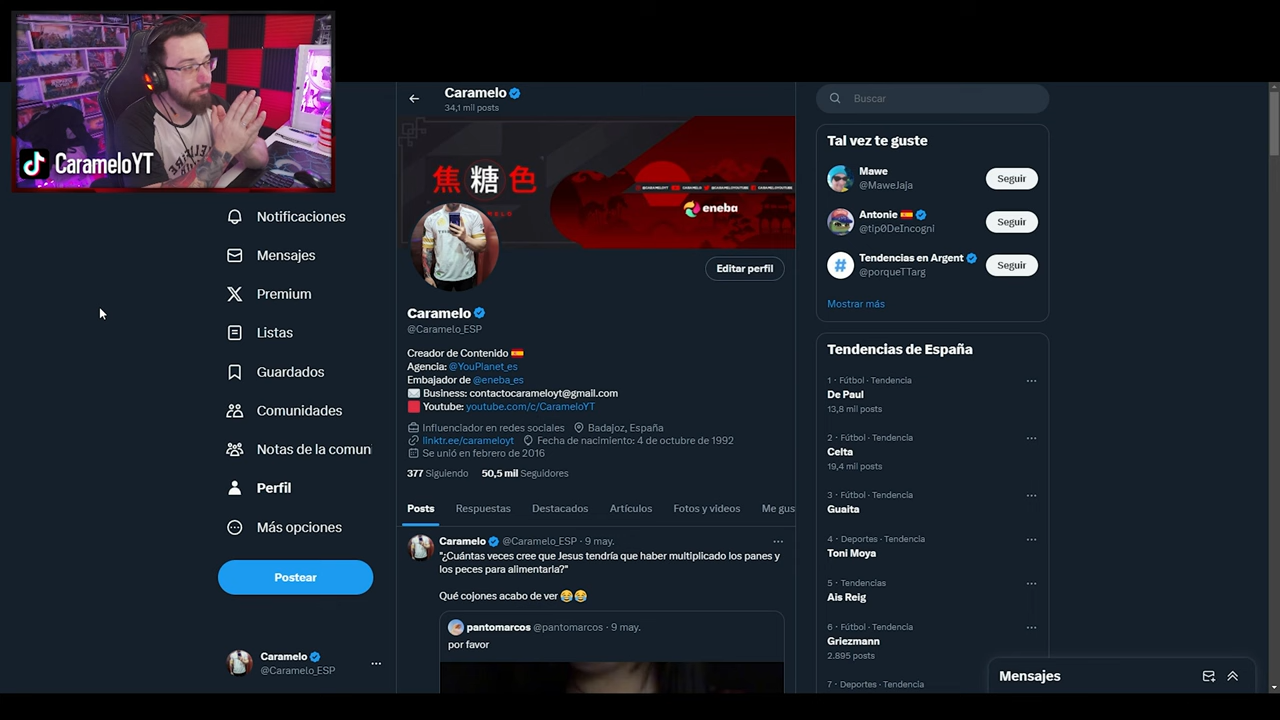 CarameloYT
Notificaciones
Mensajes
Premium
Listas
Guardados
Comunidades
Notas de la comun
Perfil
Más opciones
Postear
Caramelo
@Caramelo_ESP
Caramelo
34,1 mil posts
焦糖色
eneba
Editar perfil
Caramelo
@Caramelo_ESP
Creador de Contenido 🇪🇸
Agencia: @YouPlanet_es
Embajador de @eneba_es
✉️ Business: contactocarameloyt@gmail.com
🟥 Youtube: youtube.com/c/CarameloYT
Influenciador en redes sociales Badajoz, España
linktr.ee/carameloyt Fecha de nacimiento: 4 de octubre de 1992
Se unió en febrero de 2016
377 Siguiendo 50,5 mil Seguidores
Posts Respuestas Destacados Artículos Fotos y videos Me gus
Caramelo @Caramelo_ESP · 9 may.
"¿Cuántas veces cree que Jesus tendría que haber multiplicado los panes y
los peces para alimentarla?"
Qué cojones acabo de ver 😂😂
pantomarcos @pantomarcos · 9 may.
por favor
Buscar
Tal vez te guste
Mawe
@MaweJaja
Seguir
Antonie 🇪🇸
@tip0DeIncognI
Seguir
Tendencias en Argent
@porqueTTarg
Seguir
Mostrar más
Tendencias de España
1 · Fútbol · Tendencia
De Paul
13,8 mil posts
2 · Fútbol · Tendencia
Celta
19,4 mil posts
3 · Fútbol · Tendencia
Guaita
4 · Deportes · Tendencia
Toni Moya
5 · Tendencias
Ais Reig
6 · Fútbol · Tendencia
Griezmann
2.895 posts
7 · Deportes · Tendencia
Mensajes